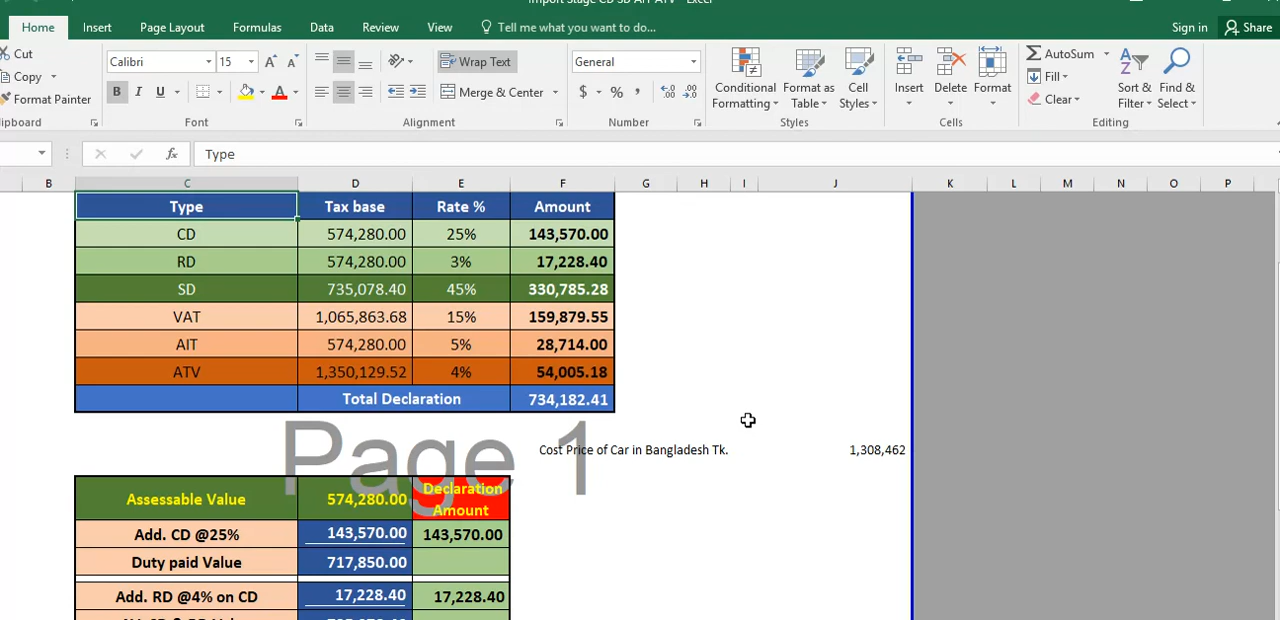 Import Stage CD SD AIT ATV - Excel
Home Insert Page Layout Formulas Data Review View Tell me what you want to do... Sign in Share
Cut
Copy
Format Painter
Calibri 15
B I U
Wrap Text
Merge & Center
General
$ % ,
Conditional Formatting
Format as Table
Cell Styles
Insert
Delete
Format
AutoSum
Fill
Clear
Sort & Filter
Find & Select
lipboard Font Alignment Number Styles Cells Editing
fx Type
B C D E F G H I J K L M N O P
Type Tax base Rate % Amount
CD 574,280.00 25% 143,570.00
RD 574,280.00 3% 17,228.40
SD 735,078.40 45% 330,785.28
VAT 1,065,863.68 15% 159,879.55
AIT 574,280.00 5% 28,714.00
ATV 1,350,129.52 4% 54,005.18
Total Declaration 734,182.41
Page 1
Cost Price of Car in Bangladesh Tk. 1,308,462
Assessable Value 574,280.00 Declaration Amount
Add. CD @25% 143,570.00 143,570.00
Duty paid Value 717,850.00
Add. RD @4% on CD 17,228.40 17,228.40